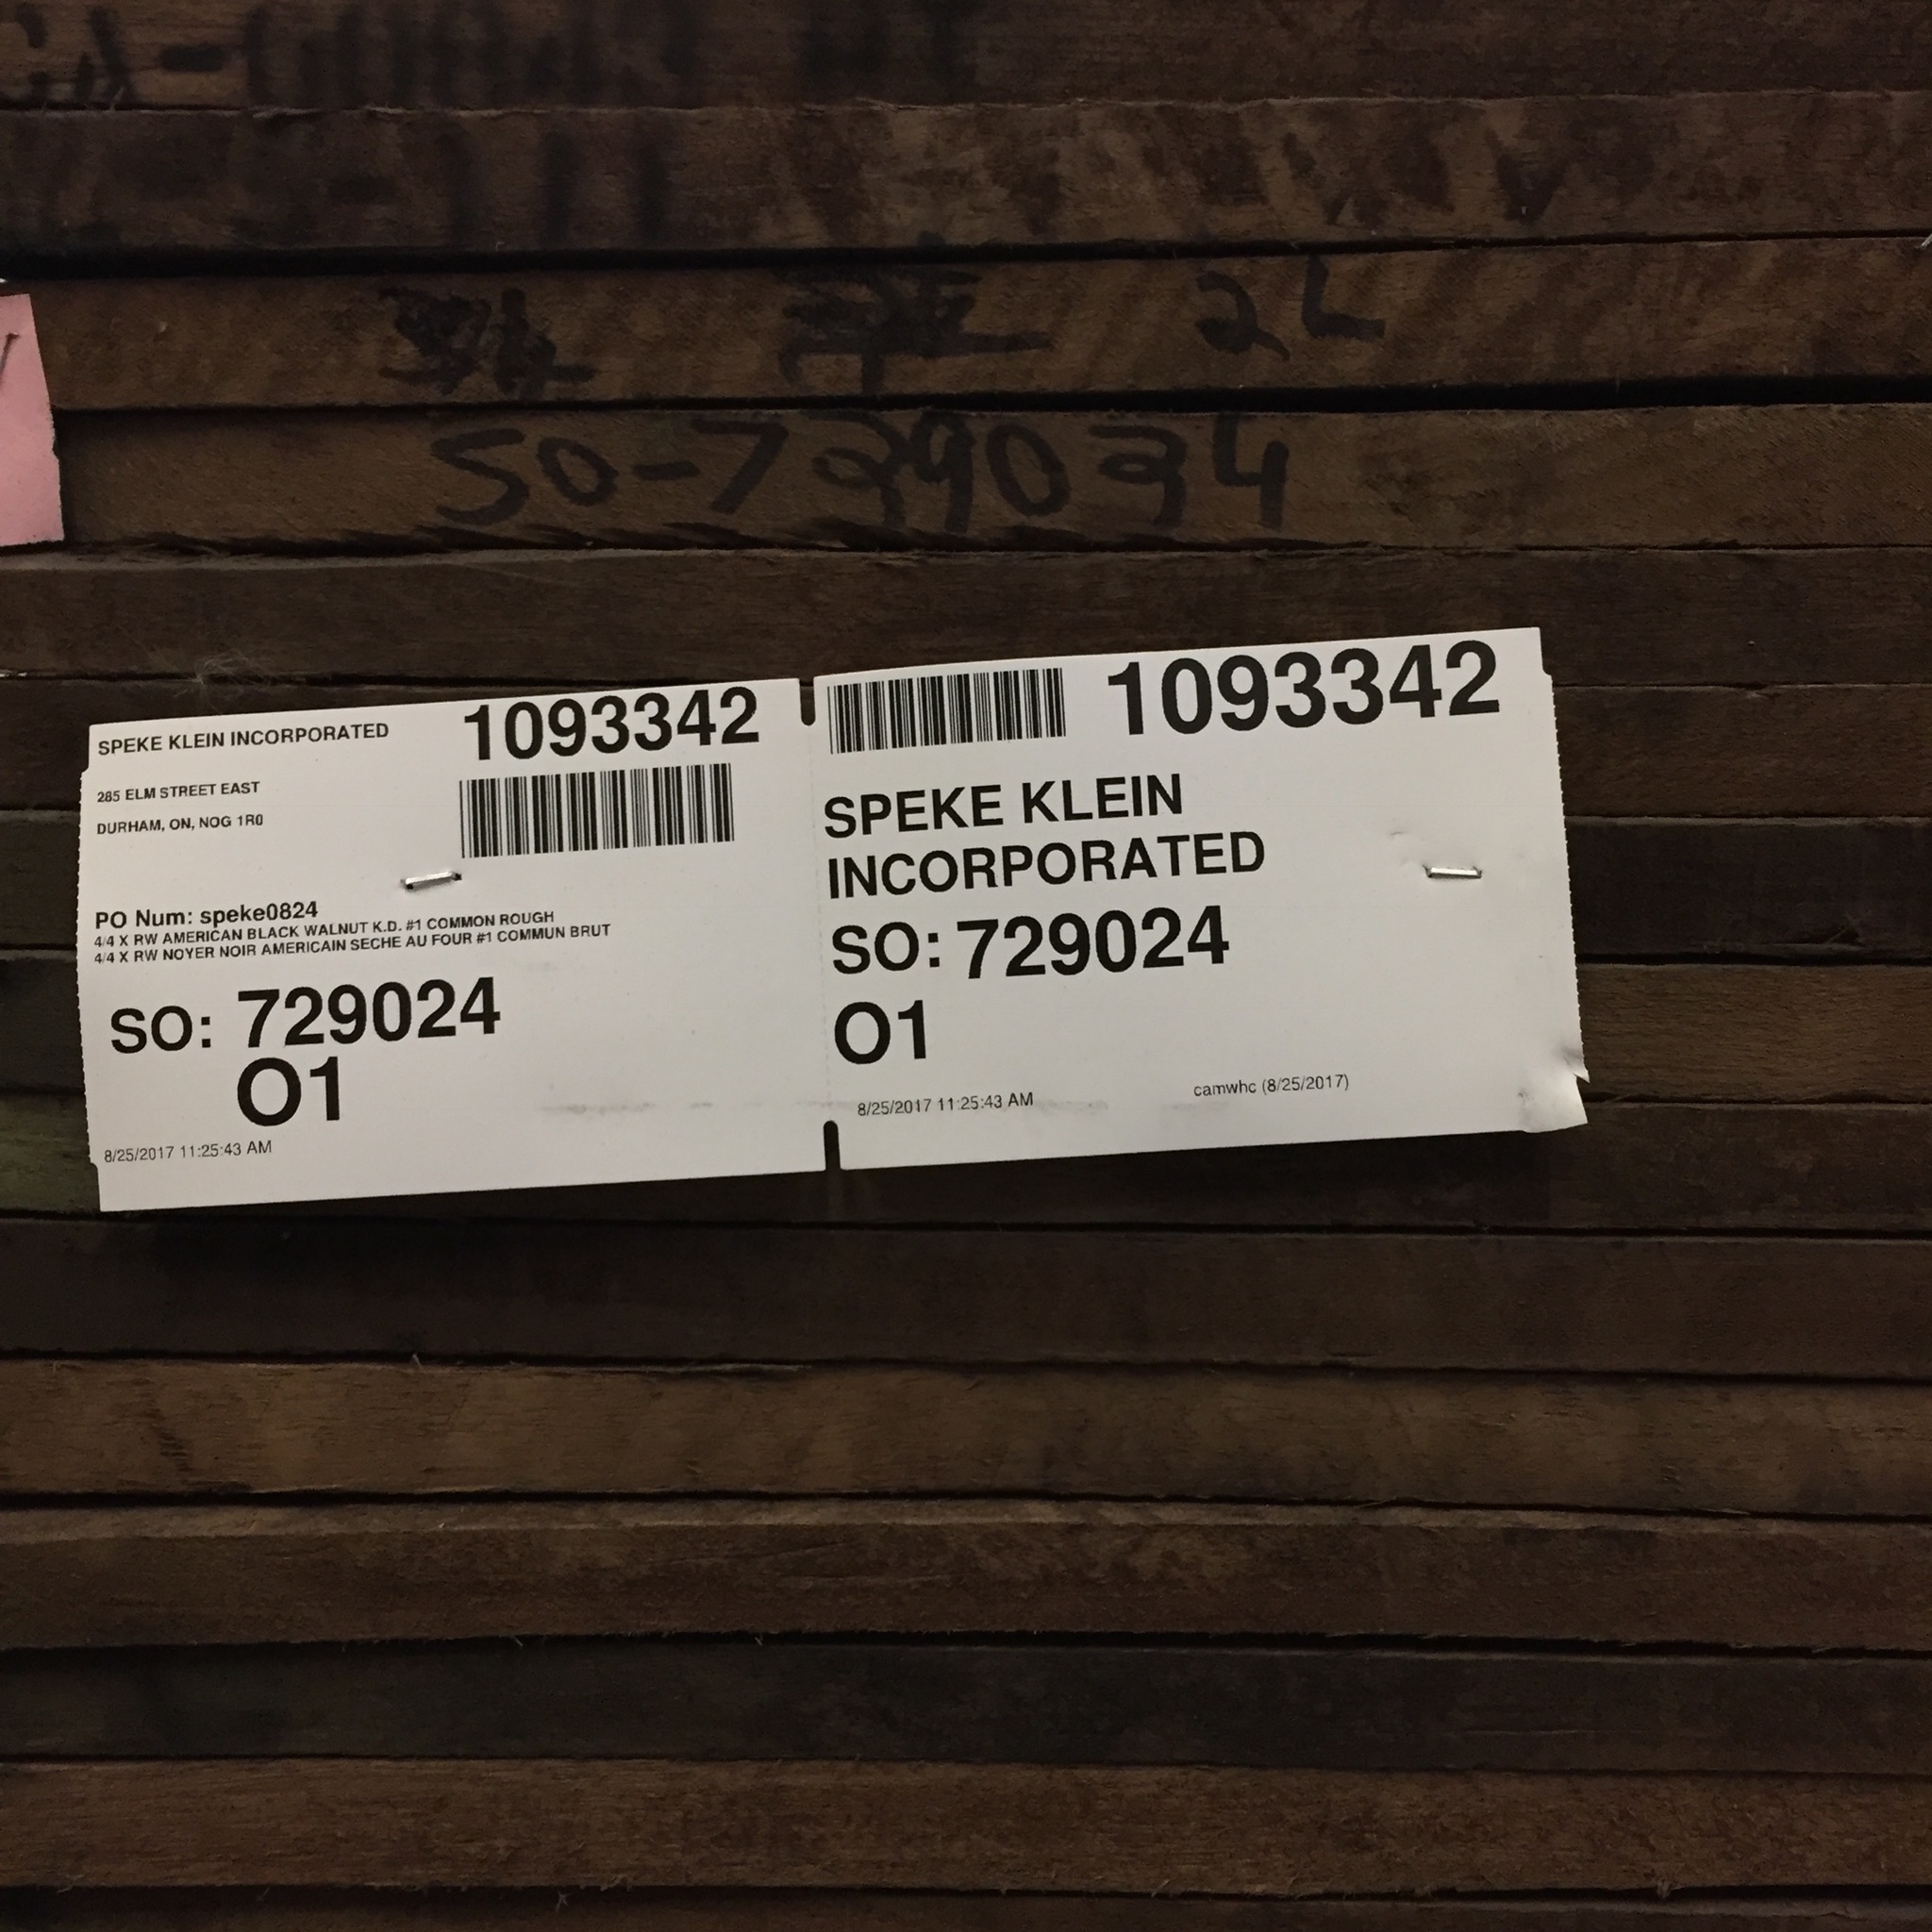 2L
SO-729034
SPEKE KLEIN INCORPORATED
1093342
285 ELM STREET EAST
DURHAM, ON, NOG 1R0
PO Num: speke0824
4/4 X RW AMERICAN BLACK WALNUT K.D. #1 COMMON ROUGH
4/4 X RW NOYER NOIR AMERICAIN SECHE AU FOUR #1 COMMUN BRUT
SO: 729024
O1
8/25/2017 11:25:43 AM
1093342
SPEKE KLEIN
INCORPORATED
SO: 729024
O1
8/25/2017 11:25:43 AM
camwhc (8/25/2017)